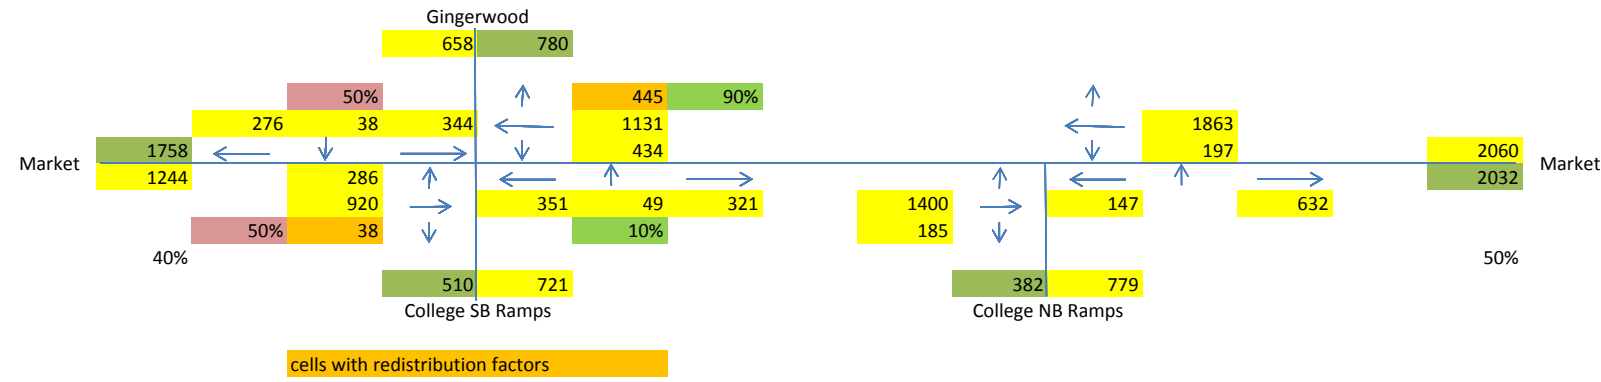 Gingerwood
658 780
50% 445 90%
276 38 344 1131 1863
1758 434 197 2060
Market Market
1244 286 2032
920 351 49 321 1400 147 632
50% 38 10% 185
40% 50%
510 721 382 779
College SB Ramps College NB Ramps
cells with redistribution factors